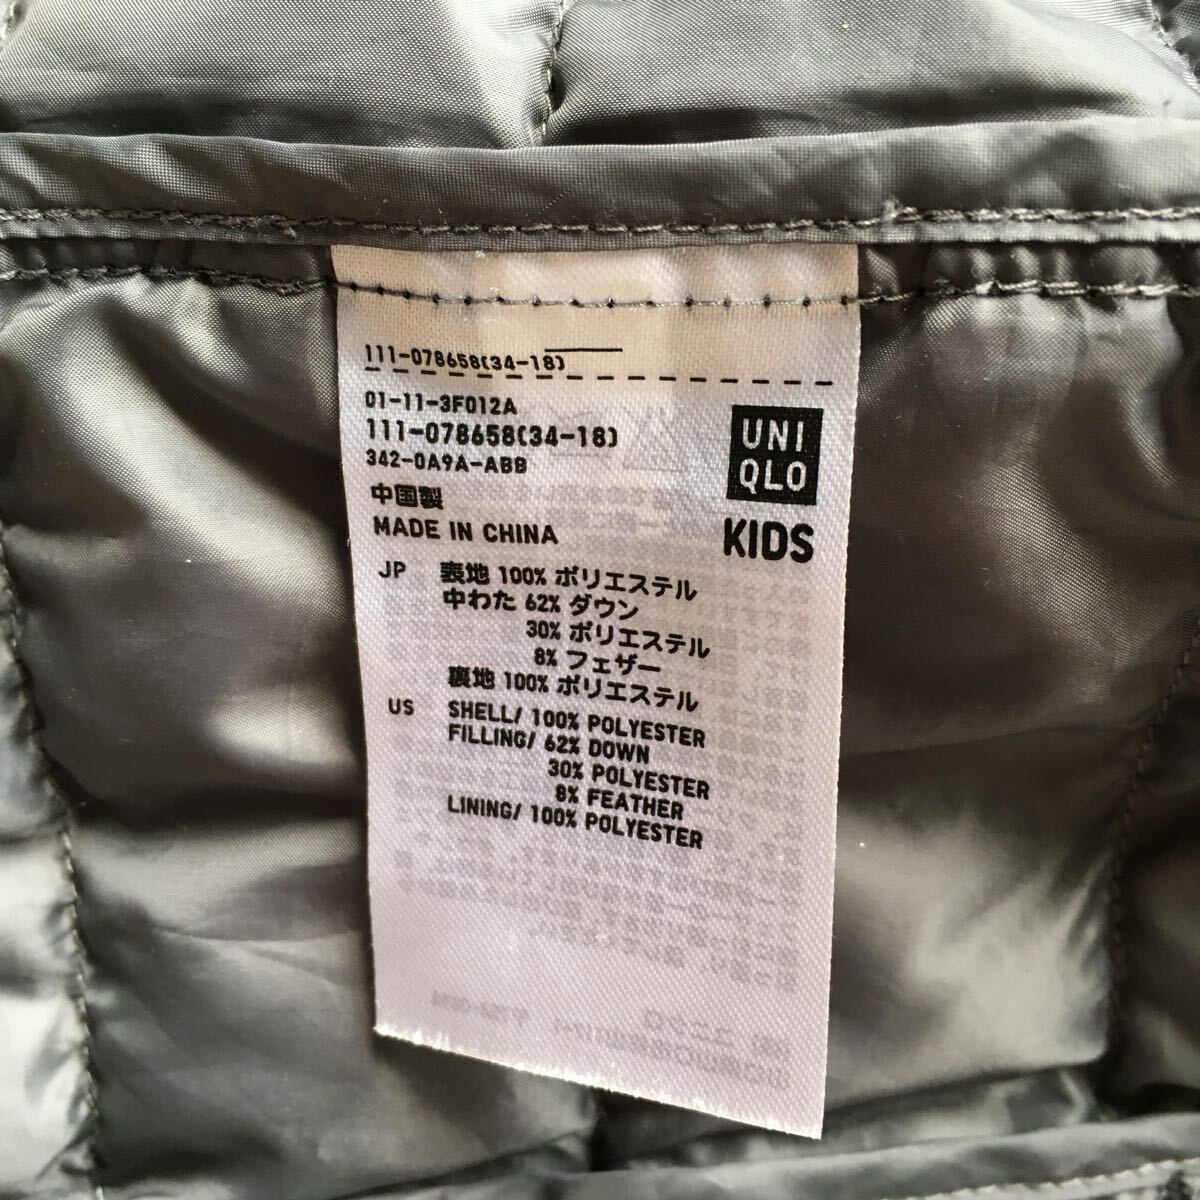 111-078658(34-18)
01-11-3F012A
111-078658(34-18)
342-0A9A-ABB
中国製
MADE IN CHINA
UNI
QLO
KIDS
JP 表地 100% ポリエステル
中わた 62% ダウン
30% ポリエステル
8% フェザー
裏地 100% ポリエステル
US SHELL/ 100% POLYESTER
FILLING/ 62% DOWN
30% POLYESTER
8% FEATHER
LINING/ 100% POLYESTER